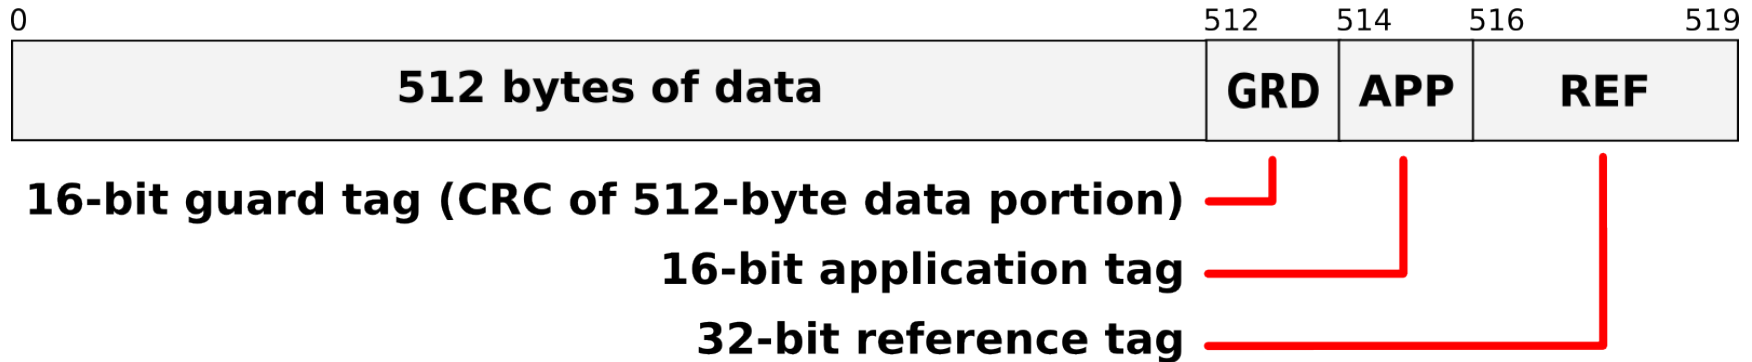 0 512 514 516 519
512 bytes of data GRD APP REF
16-bit guard tag (CRC of 512-byte data portion)
16-bit application tag
32-bit reference tag